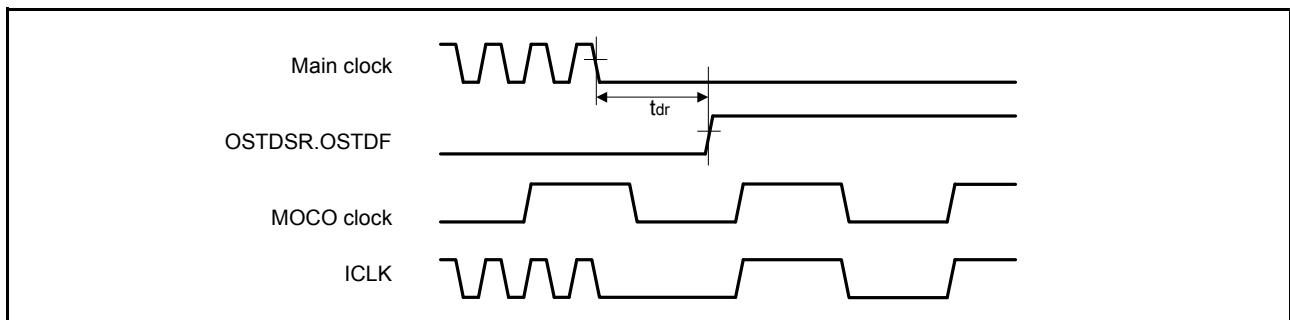 Main clock
tdr
OSTDSR.OSTDF
MOCO clock
ICLK